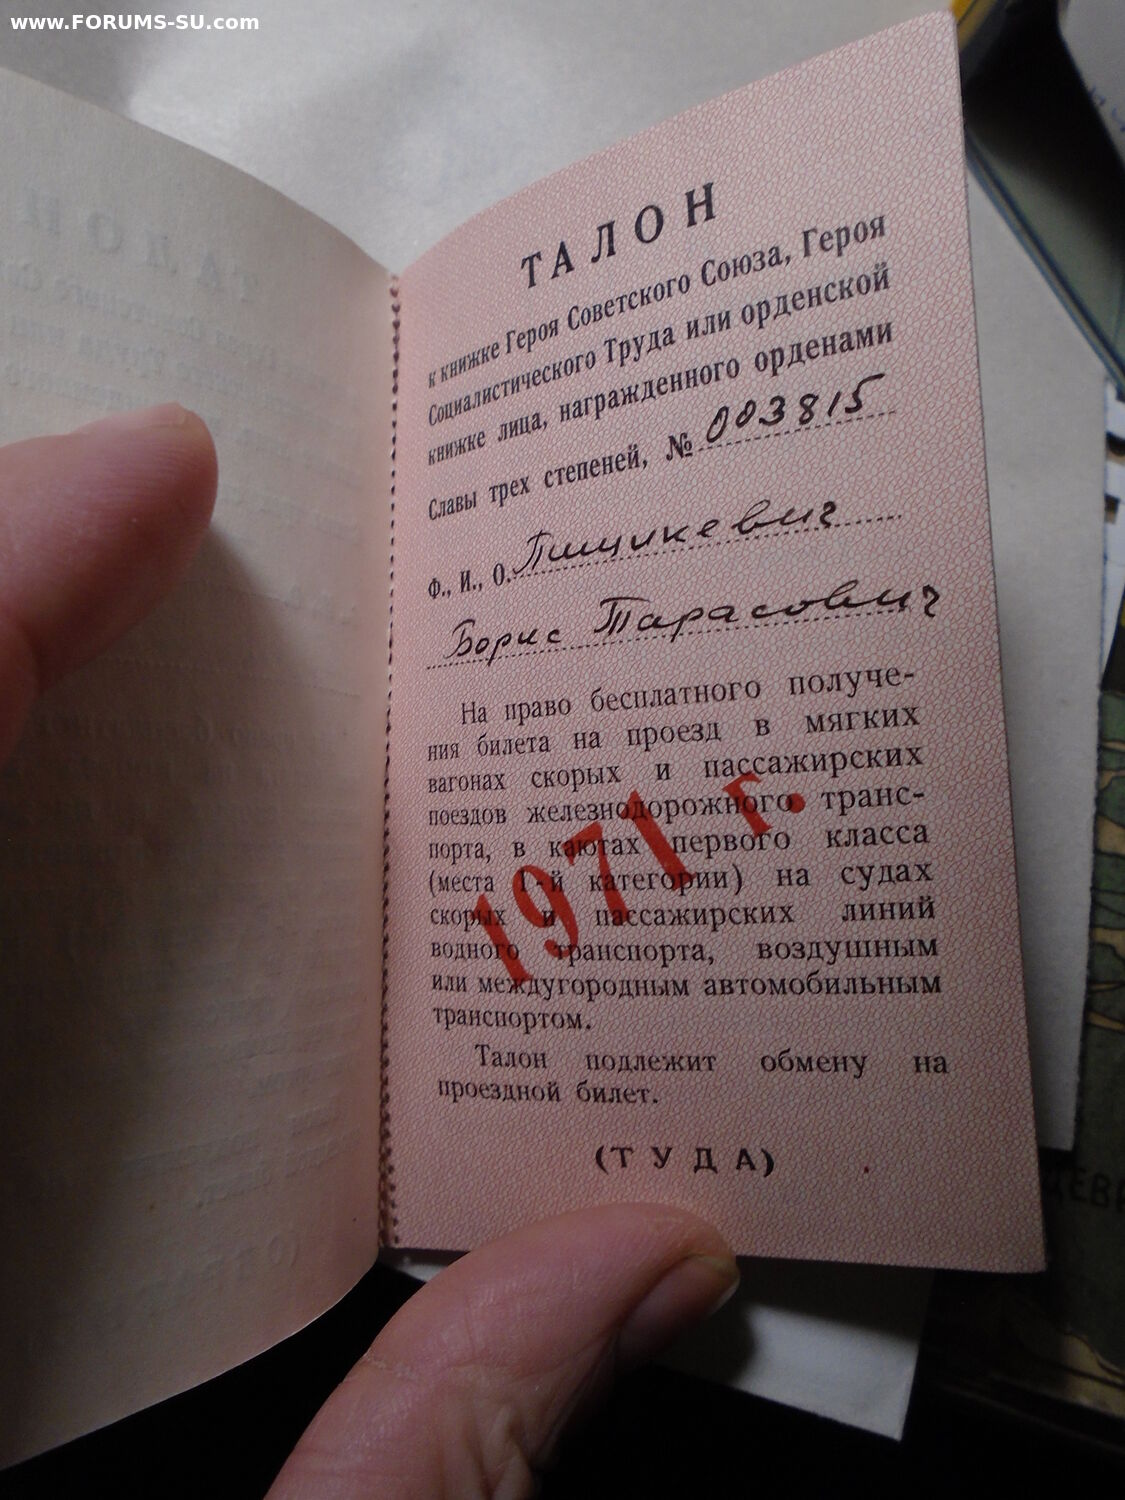 www.FORUMS-SU.com
ТАЛОН
к книжке Героя Советского Союза, Героя
Социалистического Труда или орденской
книжке лица, награжденного орденами
Славы трех степеней, № 003815
Ф., И., О. Пищикевич
Борис Тарасович
На право бесплатного получе-
ния билета на проезд в мягких
вагонах скорых и пассажирских
поездов железнодорожного транс-
порта, в каютах первого класса
(места 1-й категории) на судах
скорых и пассажирских линий
водного транспорта, воздушным
или междугородным автомобильным
транспортом.
1971 г.
Талон подлежит обмену на
проездной билет.
(ТУДА)